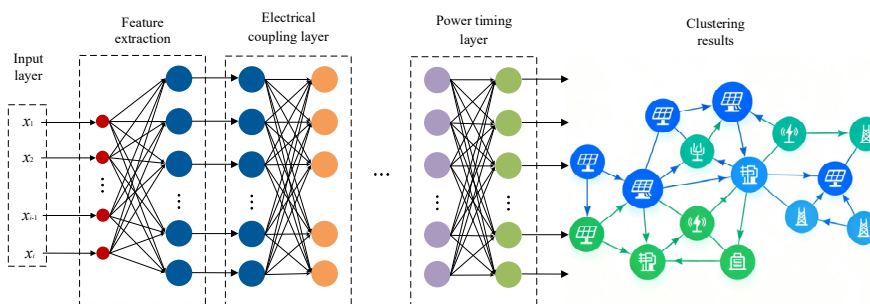 Feature
extraction
Electrical
coupling layer
Power timing
layer
Clustering
results
Input
layer
x1
x2
...
xi-1
xi
...